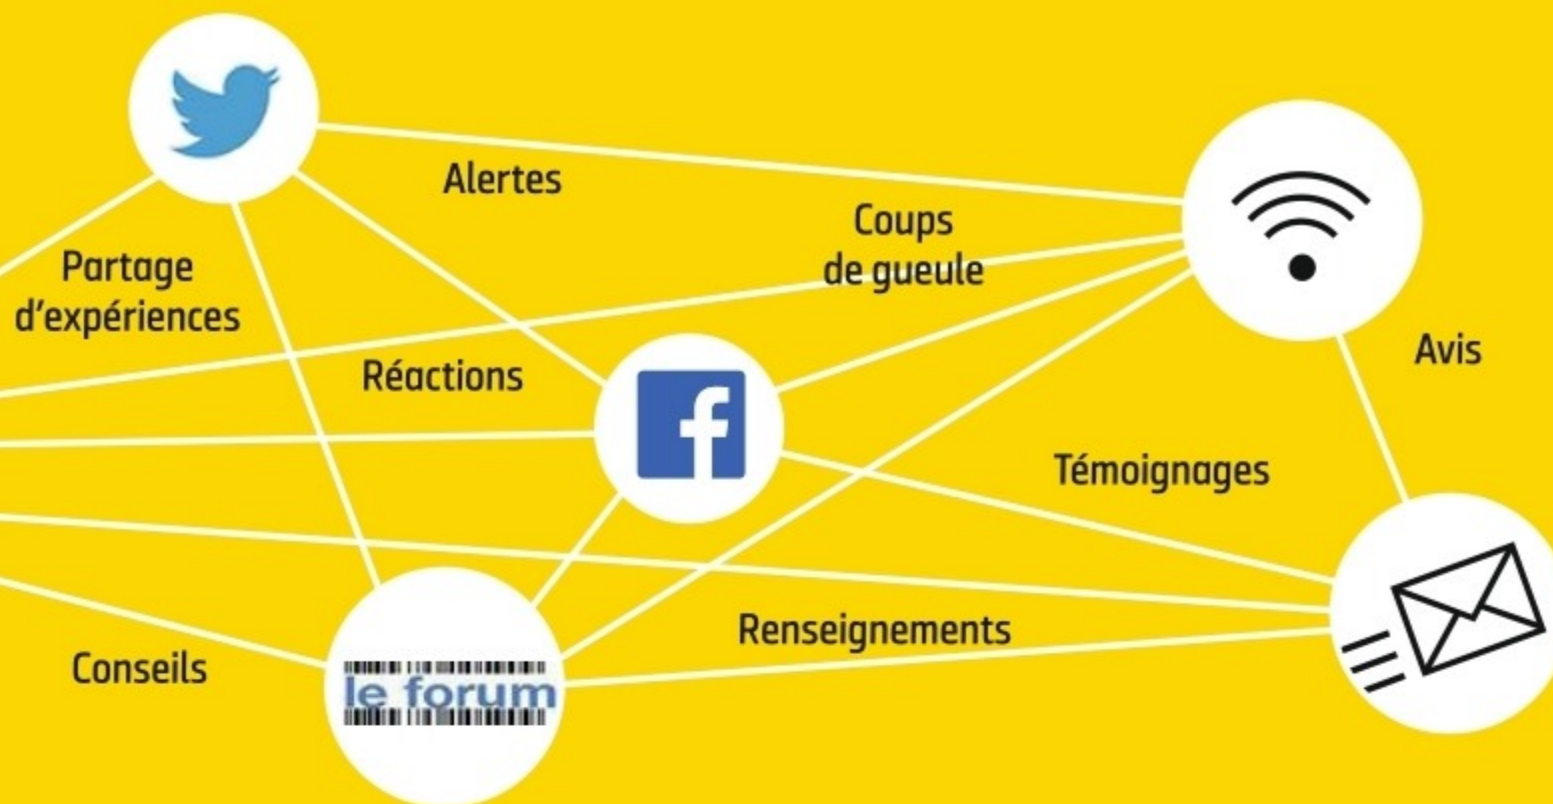 Alertes
Coups
de gueule
Partage
d'expériences
Avis
Réactions
Témoignages
Renseignements
Conseils
le forum